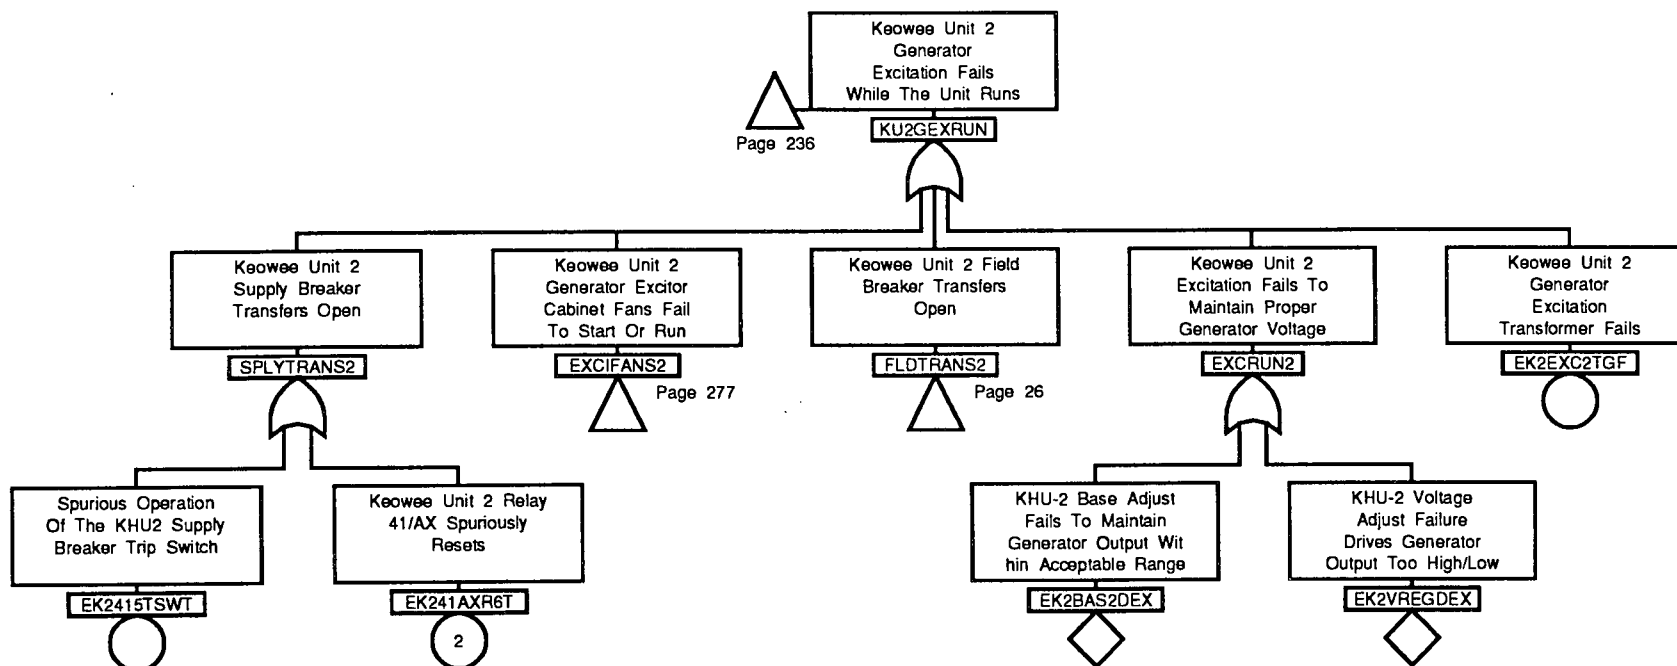 Keowee Unit 2
Generator
Excitation Fails
While The Unit Runs
Page 236
KU2GEXRUN
Keowee Unit 2
Supply Breaker
Transfers Open
SPLYTRANS2
Keowee Unit 2
Generator Excitor
Cabinet Fans Fail
To Start Or Run
EXCIFANS2
Page 277
Keowee Unit 2 Field
Breaker Transfers
Open
FLDTRANS2
Page 26
Keowee Unit 2
Excitation Fails To
Maintain Proper
Generator Voltage
EXCRUN2
Keowee Unit 2
Generator
Excitation
Transformer Fails
EK2EXC2TGF
Spurious Operation
Of The KHU2 Supply
Breaker Trip Switch
EK2415TSWT
Keowee Unit 2 Relay
41/AX Spuriously
Resets
EK241AXR6T
2
KHU-2 Base Adjust
Fails To Maintain
Generator Output Wit
hin Acceptable Range
EK2BAS2DEX
KHU-2 Voltage
Adjust Failure
Drives Generator
Output Too High/Low
EK2VREGDEX